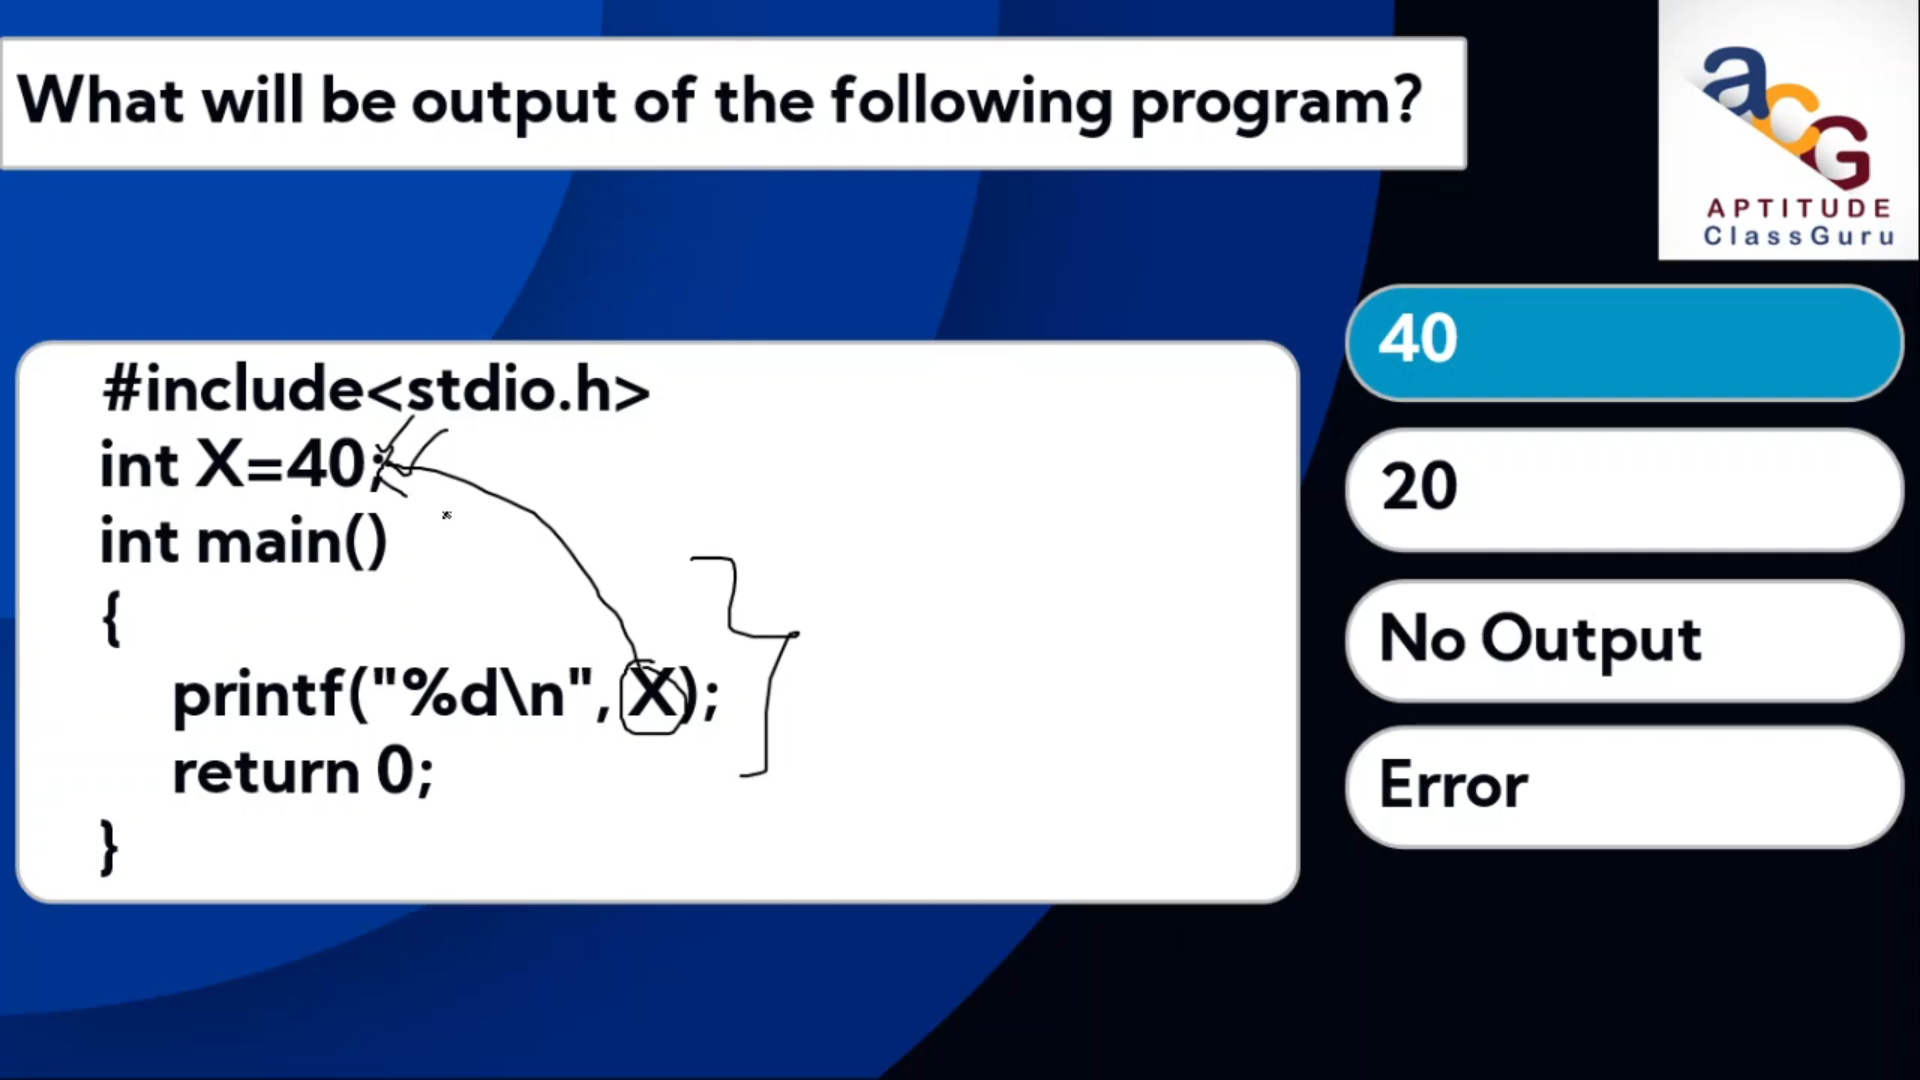 What will be output of the following program?
acG
APTITUDE
ClassGuru
#include<stdio.h>
int X=40;
int main()
{
printf("%d\n", X);
return 0;
}
40
20
No Output
Error